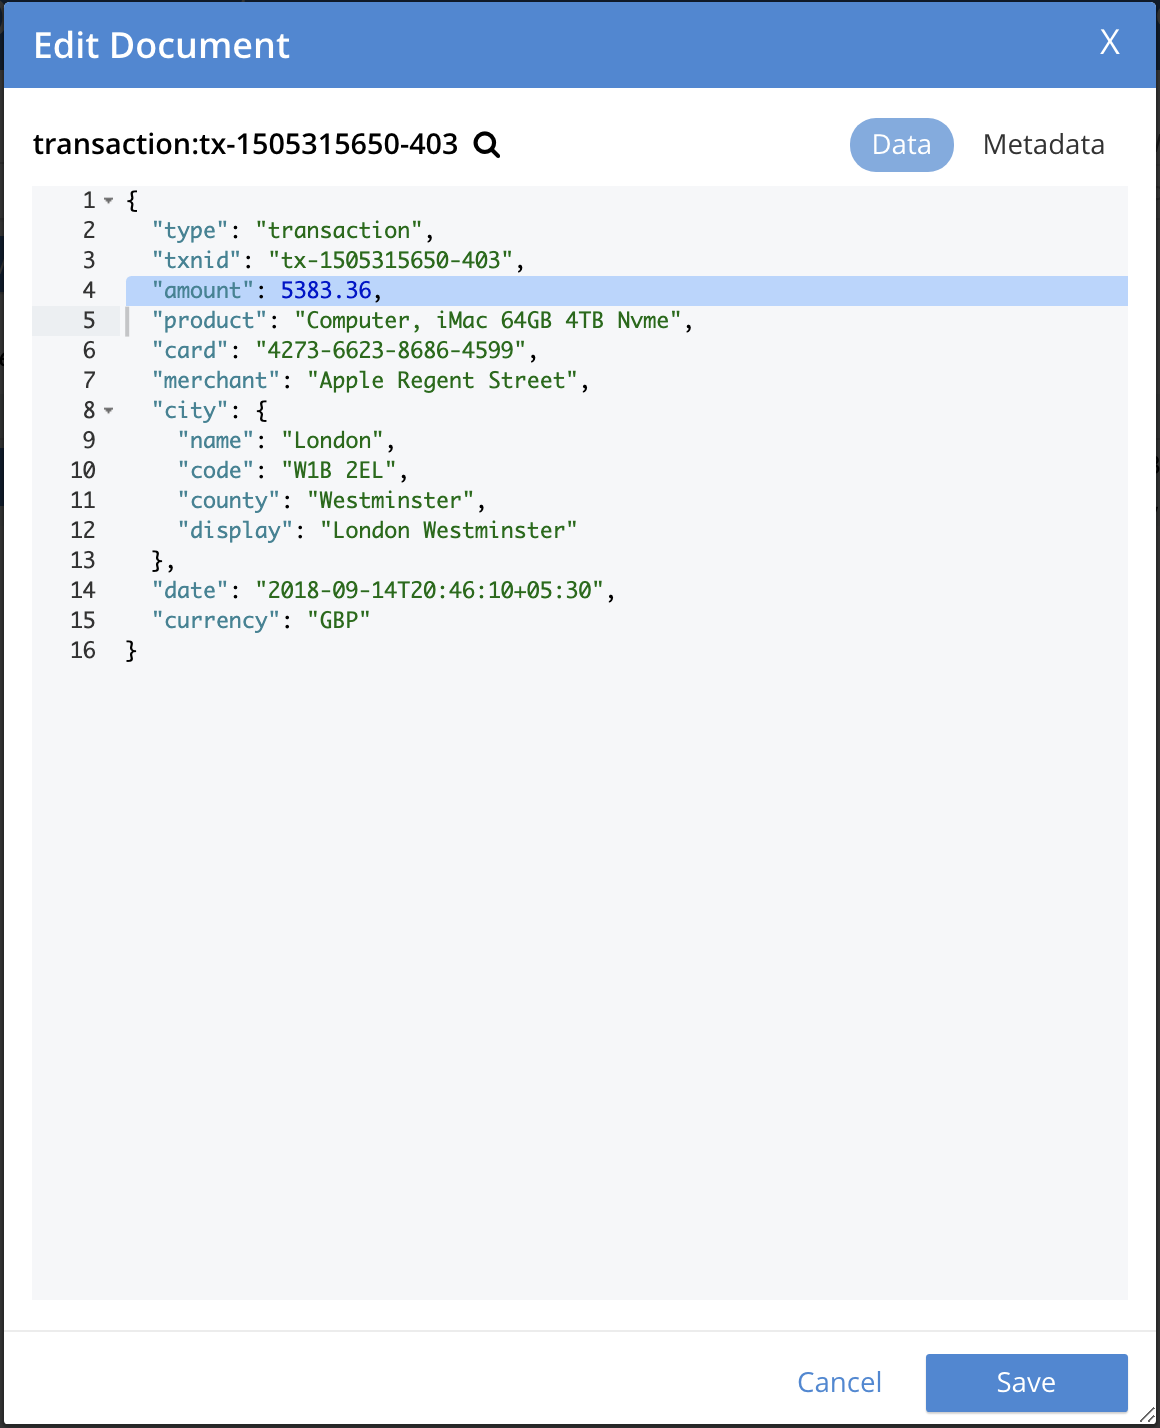 Edit Document X
transaction:tx-1505315650-403 Data Metadata
1 {
2 "type": "transaction",
3 "txnid": "tx-1505315650-403",
4 "amount": 5383.36,
5 "product": "Computer, iMac 64GB 4TB Nvme",
6 "card": "4273-6623-8686-4599",
7 "merchant": "Apple Regent Street",
8 "city": {
9 "name": "London",
10 "code": "W1B 2EL",
11 "county": "Westminster",
12 "display": "London Westminster"
13 },
14 "date": "2018-09-14T20:46:10+05:30",
15 "currency": "GBP"
16 }
Cancel Save